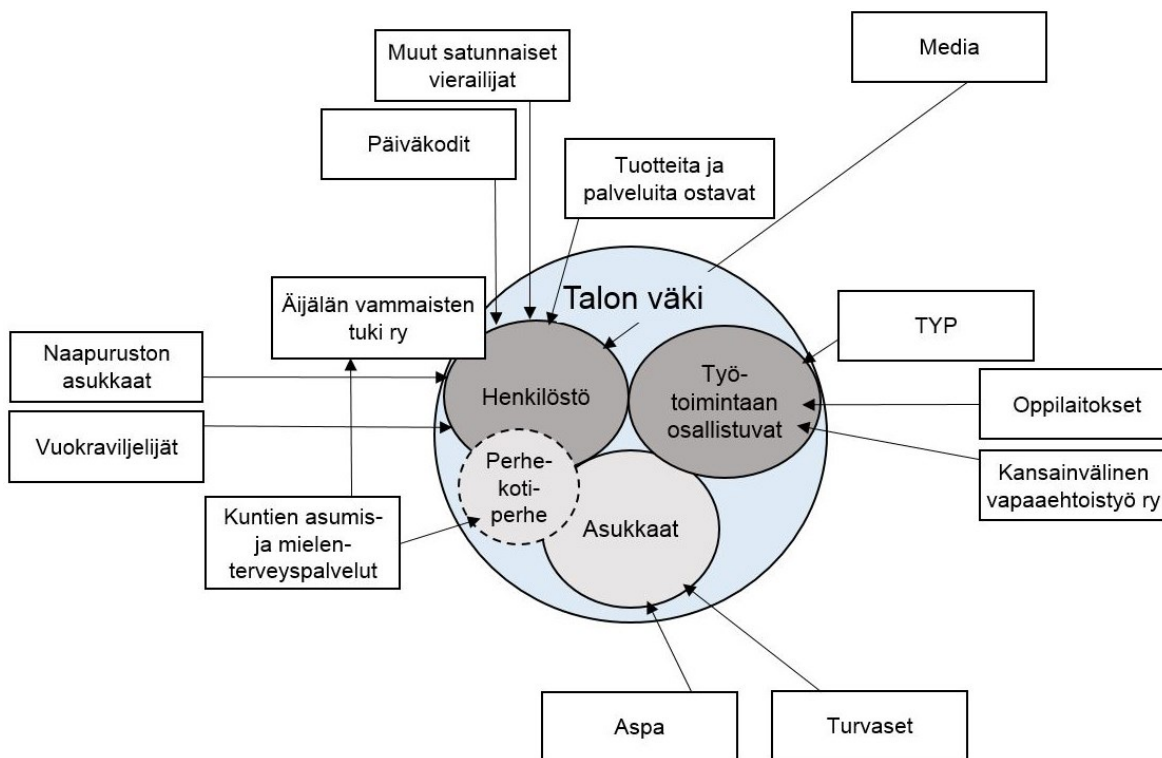 Muut satunnaiset
vierailijat
Media
Päiväkodit
Tuotteita ja
palveluita ostavat
Talon väki
Äijälän vammaisten
tuki ry
TYP
Naapuruston
asukkaat
Henkilöstö
Työ-
toimintaan
osallistuvat
Oppilaitokset
Vuokraviljelijät
Perhe-
koti-
perhe
Kansainvälinen
vapaaehtoistyö ry
Kuntien asumis-
ja mielen-
terveyspalvelut
Asukkaat
Aspa
Turvaset